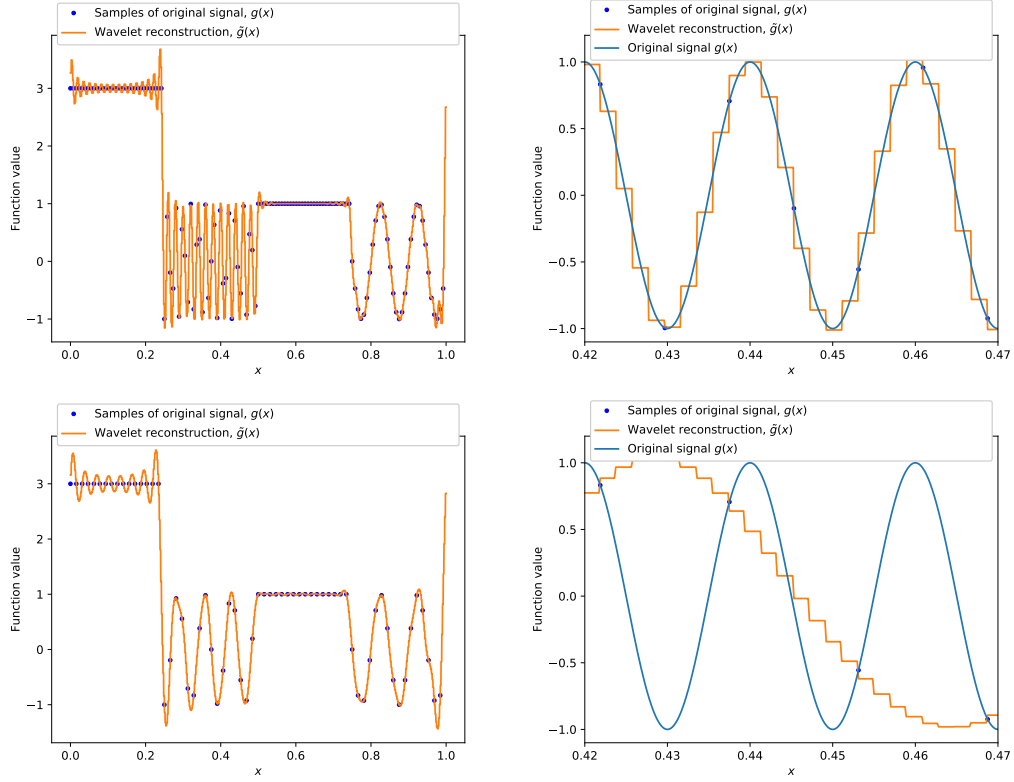 Samples of original signal, g(x)
Wavelet reconstruction, g̃(x)
Function value
3
2
1
0
−1
0.0 0.2 0.4 0.6 0.8 1.0
x
Samples of original signal, g(x)
Wavelet reconstruction, g̃(x)
Original signal g(x)
Function value
1.0
0.5
0.0
−0.5
−1.0
0.42 0.43 0.44 0.45 0.46 0.47
x
Samples of original signal, g(x)
Wavelet reconstruction, g̃(x)
Function value
3
2
1
0
−1
0.0 0.2 0.4 0.6 0.8 1.0
x
Samples of original signal, g(x)
Wavelet reconstruction, g̃(x)
Original signal g(x)
Function value
1.0
0.5
0.0
−0.5
−1.0
0.42 0.43 0.44 0.45 0.46 0.47
x